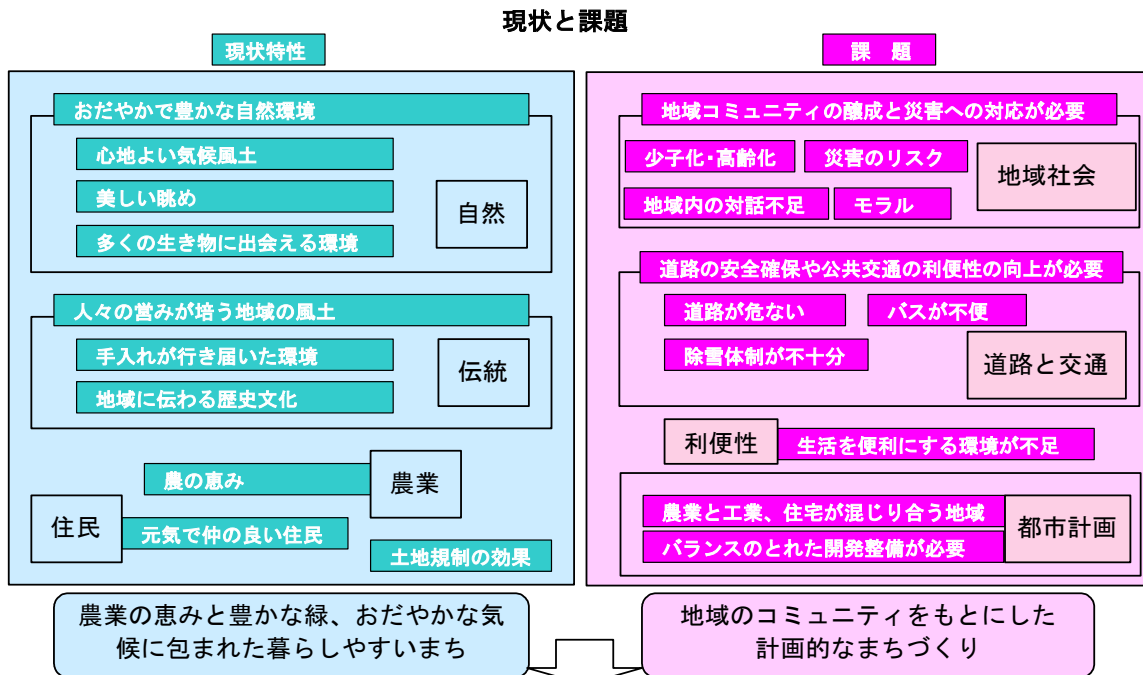 現状と課題
現状特性
おだやかで豊かな自然環境
心地よい気候風土
美しい眺め
多くの生き物に出会える環境
自然
人々の営みが培う地域の風土
手入れが行き届いた環境
地域に伝わる歴史文化
伝統
農の恵み
農業
住民
元気で仲の良い住民
土地規制の効果
農業の恵みと豊かな緑、おだやかな気
候に包まれた暮らしやすいまち
課　題
地域コミュニティの醸成と災害への対応が必要
少子化・高齢化
災害のリスク
地域内の対話不足
モラル
地域社会
道路の安全確保や公共交通の利便性の向上が必要
道路が危ない
バスが不便
除雪体制が不十分
道路と交通
利便性
生活を便利にする環境が不足
農業と工業、住宅が混じり合う地域
バランスのとれた開発整備が必要
都市計画
地域のコミュニティをもとにした
計画的なまちづくり